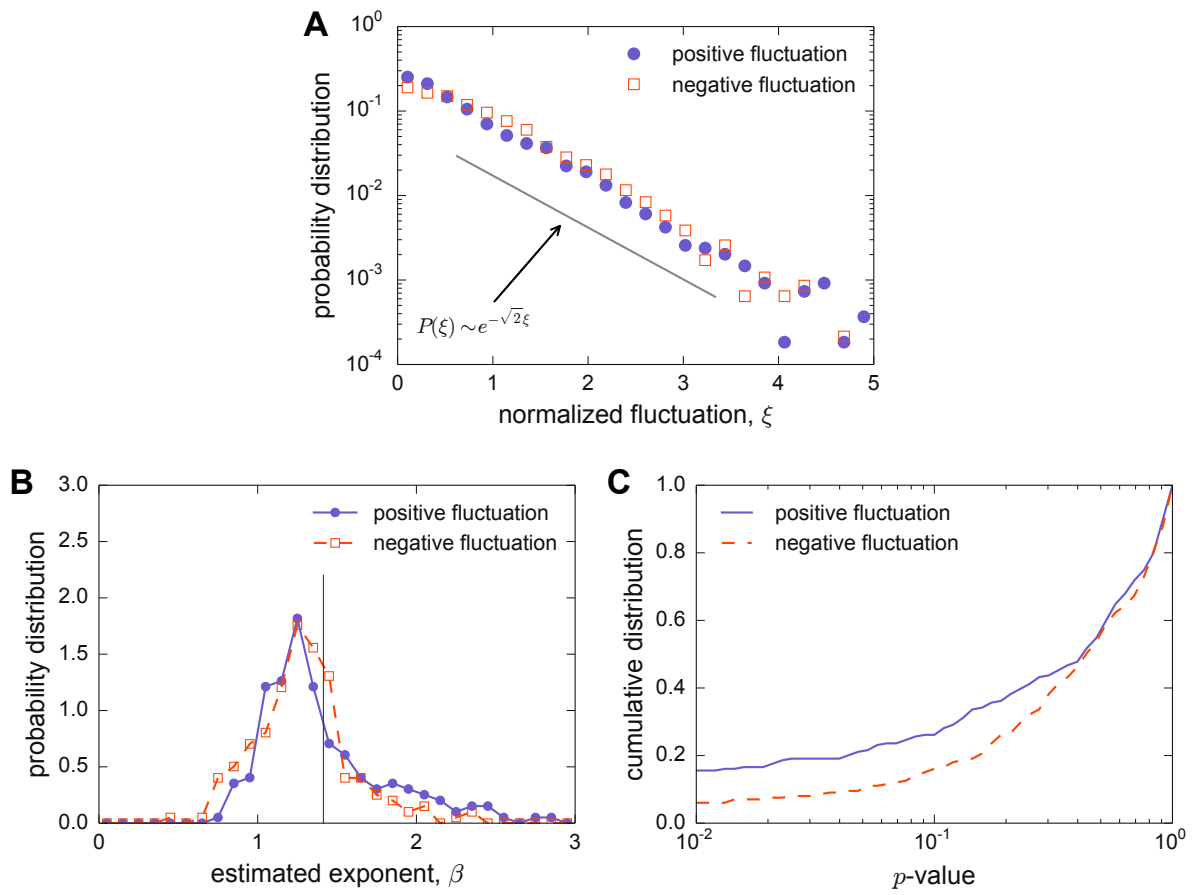 A
10^0
10^-1
10^-2
10^-3
10^-4
probability distribution
positive fluctuation
negative fluctuation
P(ξ) ∼ e^{-√2ξ}
0 1 2 3 4 5
normalized fluctuation, ξ
B
3.0
2.5
2.0
1.5
1.0
0.5
0.0
probability distribution
positive fluctuation
negative fluctuation
0 1 2 3
estimated exponent, β
C
1.0
0.8
0.6
0.4
0.2
0.0
cumulative distribution
positive fluctuation
negative fluctuation
10^-2 10^-1 10^0
p-value